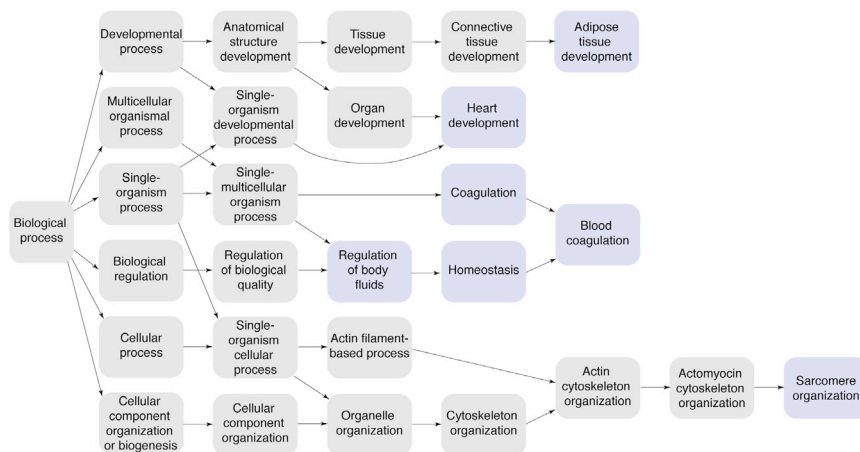 Developmental
process
Anatomical
structure
development
Tissue
development
Connective
tissue
development
Adipose
tissue
development
Multicellular
organismal
process
Single-
organism
developmental
process
Organ
development
Heart
development
Single-
organism
process
Single-
multicellular
organism
process
Coagulation
Biological
process
Blood
coagulation
Biological
regulation
Regulation
of biological
quality
Regulation
of body
fluids
Homeostasis
Cellular
process
Single-
organism
cellular
process
Actin filament-
based process
Actin
cytoskeleton
organization
Actomyocin
cytoskeleton
organization
Sarcomere
organization
Cellular
component
organization
or biogenesis
Cellular
component
organization
Organelle
organization
Cytoskeleton
organization